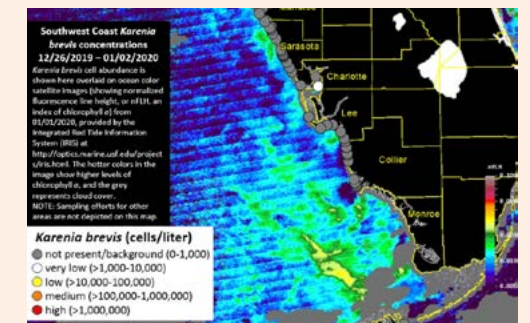 Southwest Coast Karenia
brevis concentrations
12/26/2019 – 01/02/2020
Karenia brevis cell abundance is
shown here overlaid on ocean color
satellite images (showing normalized
fluorescence line height, or nFLH, an
index of chlorophyll a) from
01/01/2020, provided by the
Integrated Red Tide Information
System (IRIS) at
http://optics.marine.usf.edu/project
s/iris.html. The hotter colors in the
image show higher levels of
chlorophyll a, and the grey
represents cloud cover.
NOTE: Sampling efforts for other
areas are not depicted on this map.
Sarasota
Charlotte
Lee
Collier
Monroe
nFLH
Karenia brevis (cells/liter)
not present/background (0-1,000)
very low (>1,000-10,000)
low (>10,000-100,000)
medium (>100,000-1,000,000)
high (>1,000,000)